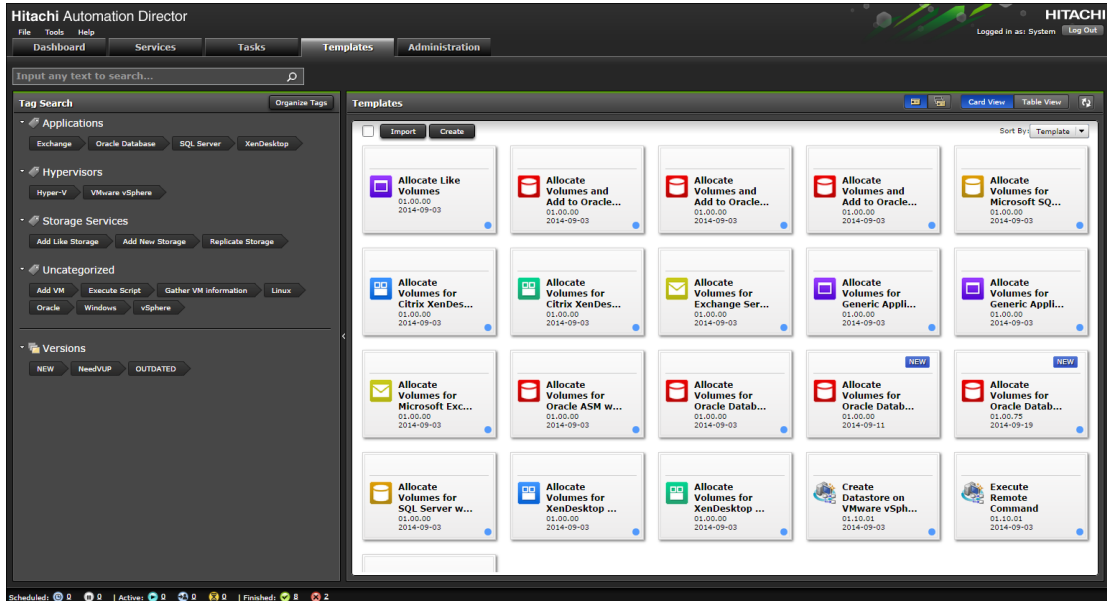 Hitachi Automation Director
HITACHI
File Tools Help
Logged in as: System Log Out
Dashboard Services Tasks Templates Administration
Input any text to search...
Tag Search Organize Tags
Applications
Exchange Oracle Database SQL Server XenDesktop
Hypervisors
Hyper-V VMware vSphere
Storage Services
Add Like Storage Add New Storage Replicate Storage
Uncategorized
Add VM Execute Script Gather VM information Linux
Oracle Windows vSphere
Versions
NEW NeedVUP OUTDATED
Templates Card View Table View
Import Create Sort By: Template
Allocate Like
Volumes
01.00.00
2014-09-03
Allocate
Volumes and
Add to Oracle...
01.00.00
2014-09-03
Allocate
Volumes and
Add to Oracle...
01.00.00
2014-09-03
Allocate
Volumes and
Add to Oracle...
01.00.00
2014-09-03
Allocate
Volumes for
Microsoft SQ...
01.00.00
2014-09-03
Allocate
Volumes for
Citrix XenDes...
01.00.00
2014-09-03
Allocate
Volumes for
Citrix XenDes...
01.00.00
2014-09-03
Allocate
Volumes for
Exchange Ser...
01.00.00
2014-09-03
Allocate
Volumes for
Generic Appli...
01.00.00
2014-09-03
Allocate
Volumes for
Generic Appli...
01.00.00
2014-09-03
Allocate
Volumes for
Microsoft Exc...
01.00.00
2014-09-03
Allocate
Volumes for
Oracle ASM w...
01.00.00
2014-09-03
Allocate
Volumes for
Oracle Datab...
01.00.00
2014-09-03
NEW
Allocate
Volumes for
Oracle Datab...
01.00.00
2014-09-11
NEW
Allocate
Volumes for
Oracle Datab...
01.00.75
2014-09-19
Allocate
Volumes for
SQL Server w...
01.00.00
2014-09-03
Allocate
Volumes for
XenDesktop ...
01.00.00
2014-09-03
Allocate
Volumes for
XenDesktop ...
01.00.00
2014-09-03
Create
Datastore on
VMware vSph...
01.10.01
2014-09-03
Execute
Remote
Command
01.10.01
2014-09-03
Scheduled: 0 0 | Active: 0 0 0 | Finished: 8 2